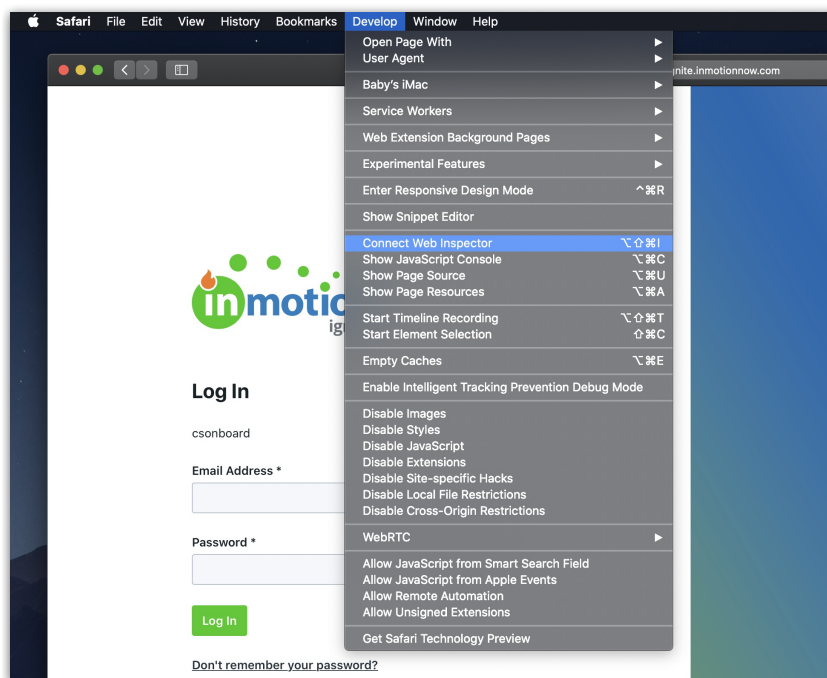 Safari File Edit View History Bookmarks Develop Window Help
Open Page With
User Agent
Baby's iMac
Service Workers
Web Extension Background Pages
Experimental Features
Enter Responsive Design Mode ^⌘R
Show Snippet Editor
Connect Web Inspector ⌥⇧⌘I
Show JavaScript Console ⌥⌘C
Show Page Source ⌥⌘U
Show Page Resources ⌥⌘A
Start Timeline Recording ⌥⇧⌘T
Start Element Selection ⇧⌘C
Empty Caches ⌥⌘E
Enable Intelligent Tracking Prevention Debug Mode
Disable Images
Disable Styles
Disable JavaScript
Disable Extensions
Disable Site-specific Hacks
Disable Local File Restrictions
Disable Cross-Origin Restrictions
WebRTC
Allow JavaScript from Smart Search Field
Allow JavaScript from Apple Events
Allow Remote Automation
Allow Unsigned Extensions
Get Safari Technology Preview
gnite.inmotionnow.com
inmotio
ig
Log In
csonboard
Email Address *
Password *
Log In
Don't remember your password?